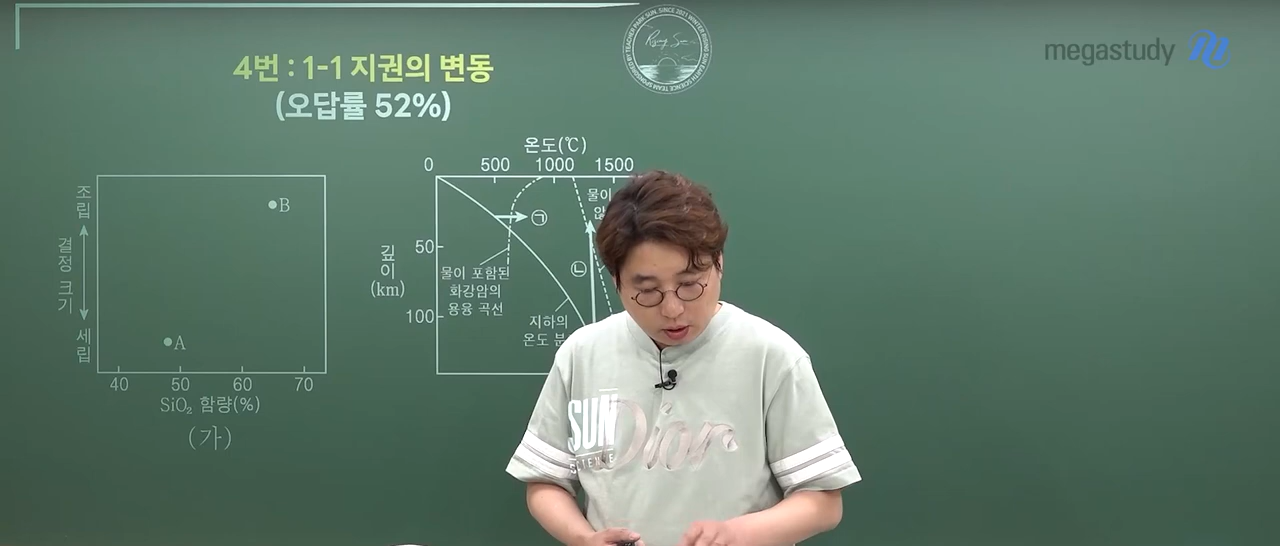 megastudy
4번 : 1-1 지권의 변동
(오답률 52%)
조립
결정 크기
세립
B
A
40 50 60 70
SiO₂ 함량(%)
(가)
온도(℃)
0 500 1000 1500
깊이
(km)
50
100
㉠
㉡
물이
물이 포함된
화강암의
용융 곡선
지하의
온도
SUN
SCIENCE
Dior